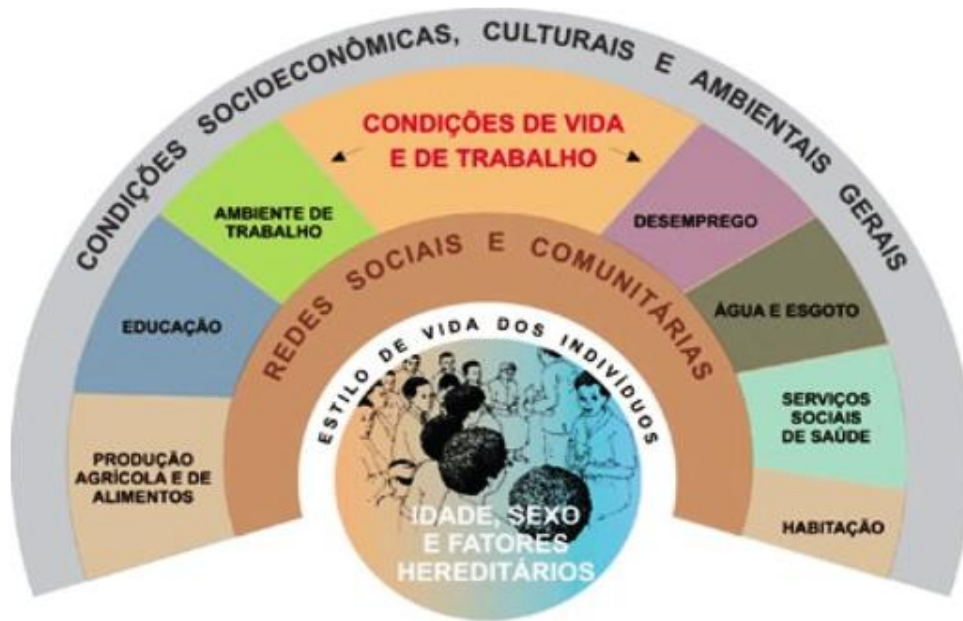 CONDIÇÕES SOCIOECONÔMICAS, CULTURAIS E AMBIENTAIS GERAIS
CONDIÇÕES DE VIDA
E DE TRABALHO
AMBIENTE DE
TRABALHO
DESEMPREGO
EDUCAÇÃO
ÁGUA E ESGOTO
PRODUÇÃO
AGRÍCOLA E DE
ALIMENTOS
SERVIÇOS
SOCIAIS
DE SAÚDE
HABITAÇÃO
REDES SOCIAIS E COMUNITÁRIAS
ESTILO DE VIDA DOS INDIVÍDUOS
IDADE, SEXO
E FATORES
HEREDITÁRIOS